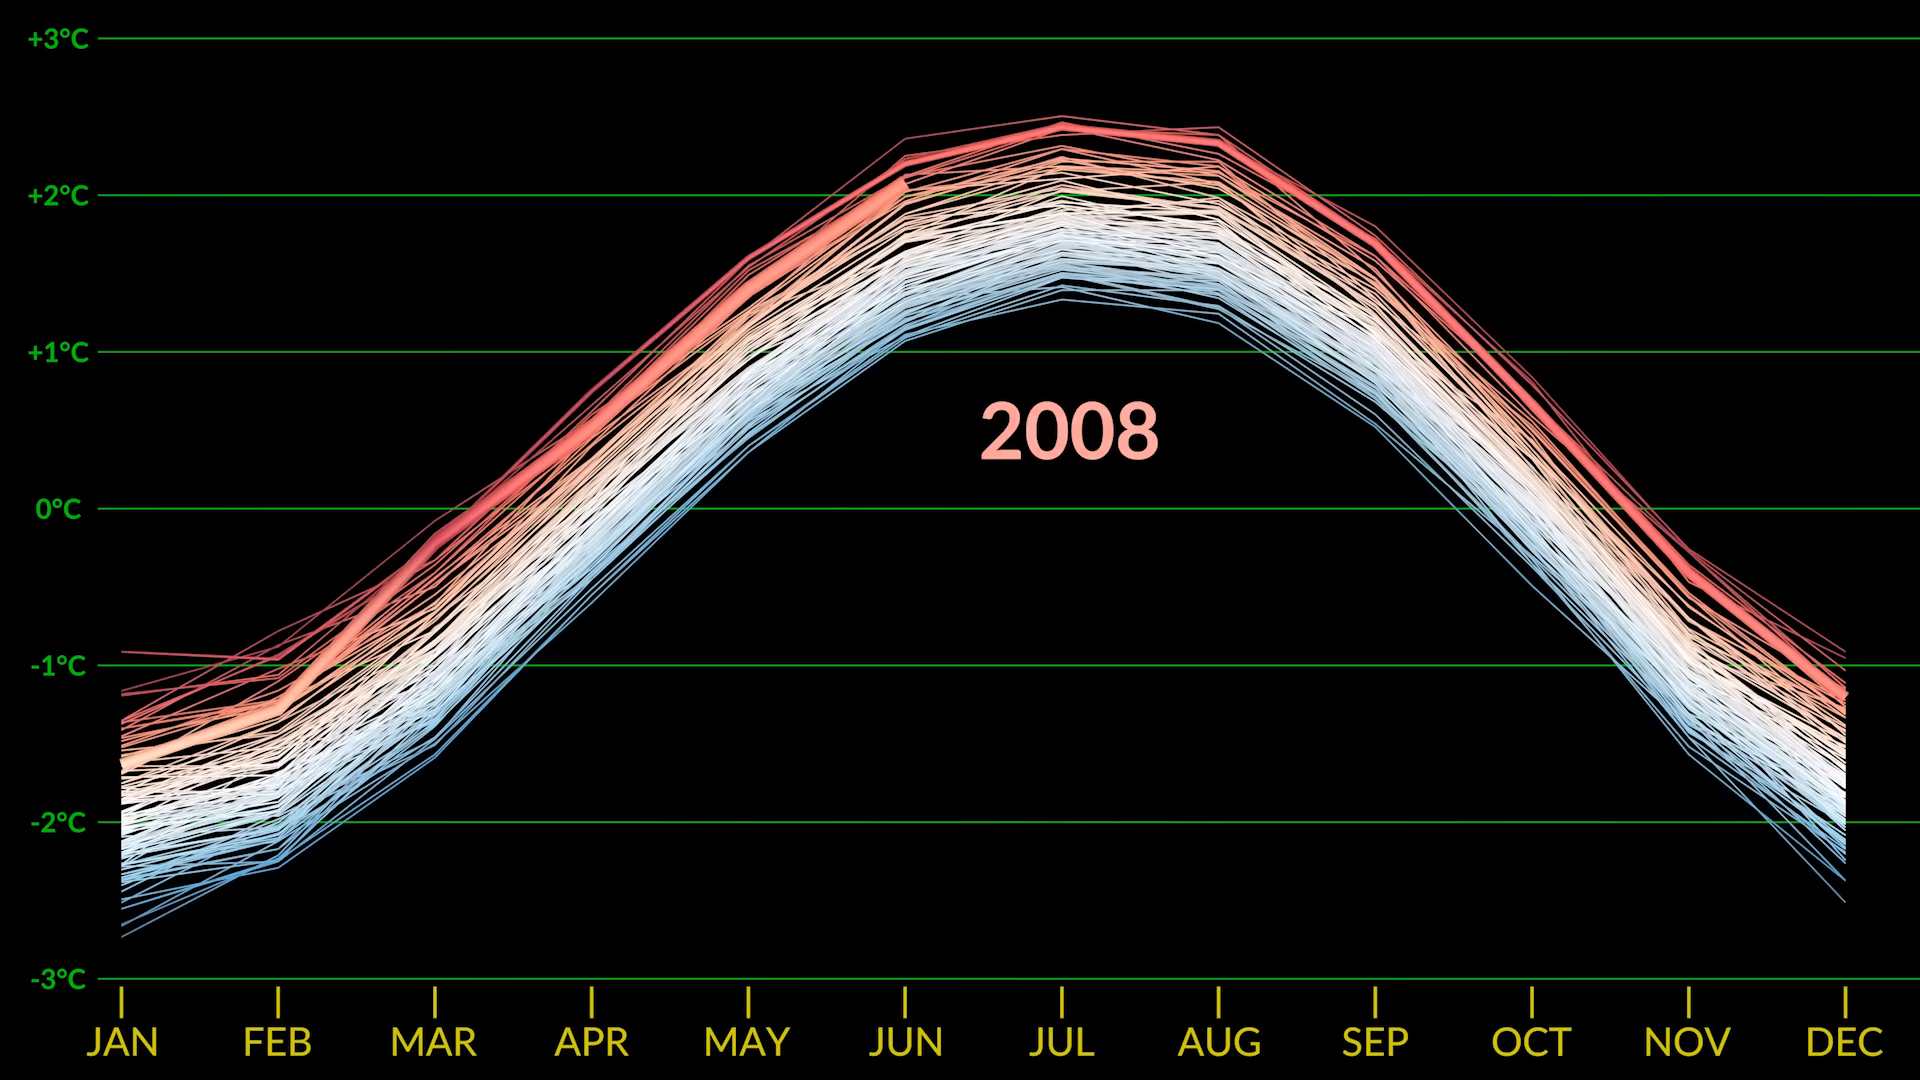 +3°C
+2°C
+1°C
2008
0°C
-1°C
-2°C
-3°C
JAN FEB MAR APR MAY JUN JUL AUG SEP OCT NOV DEC